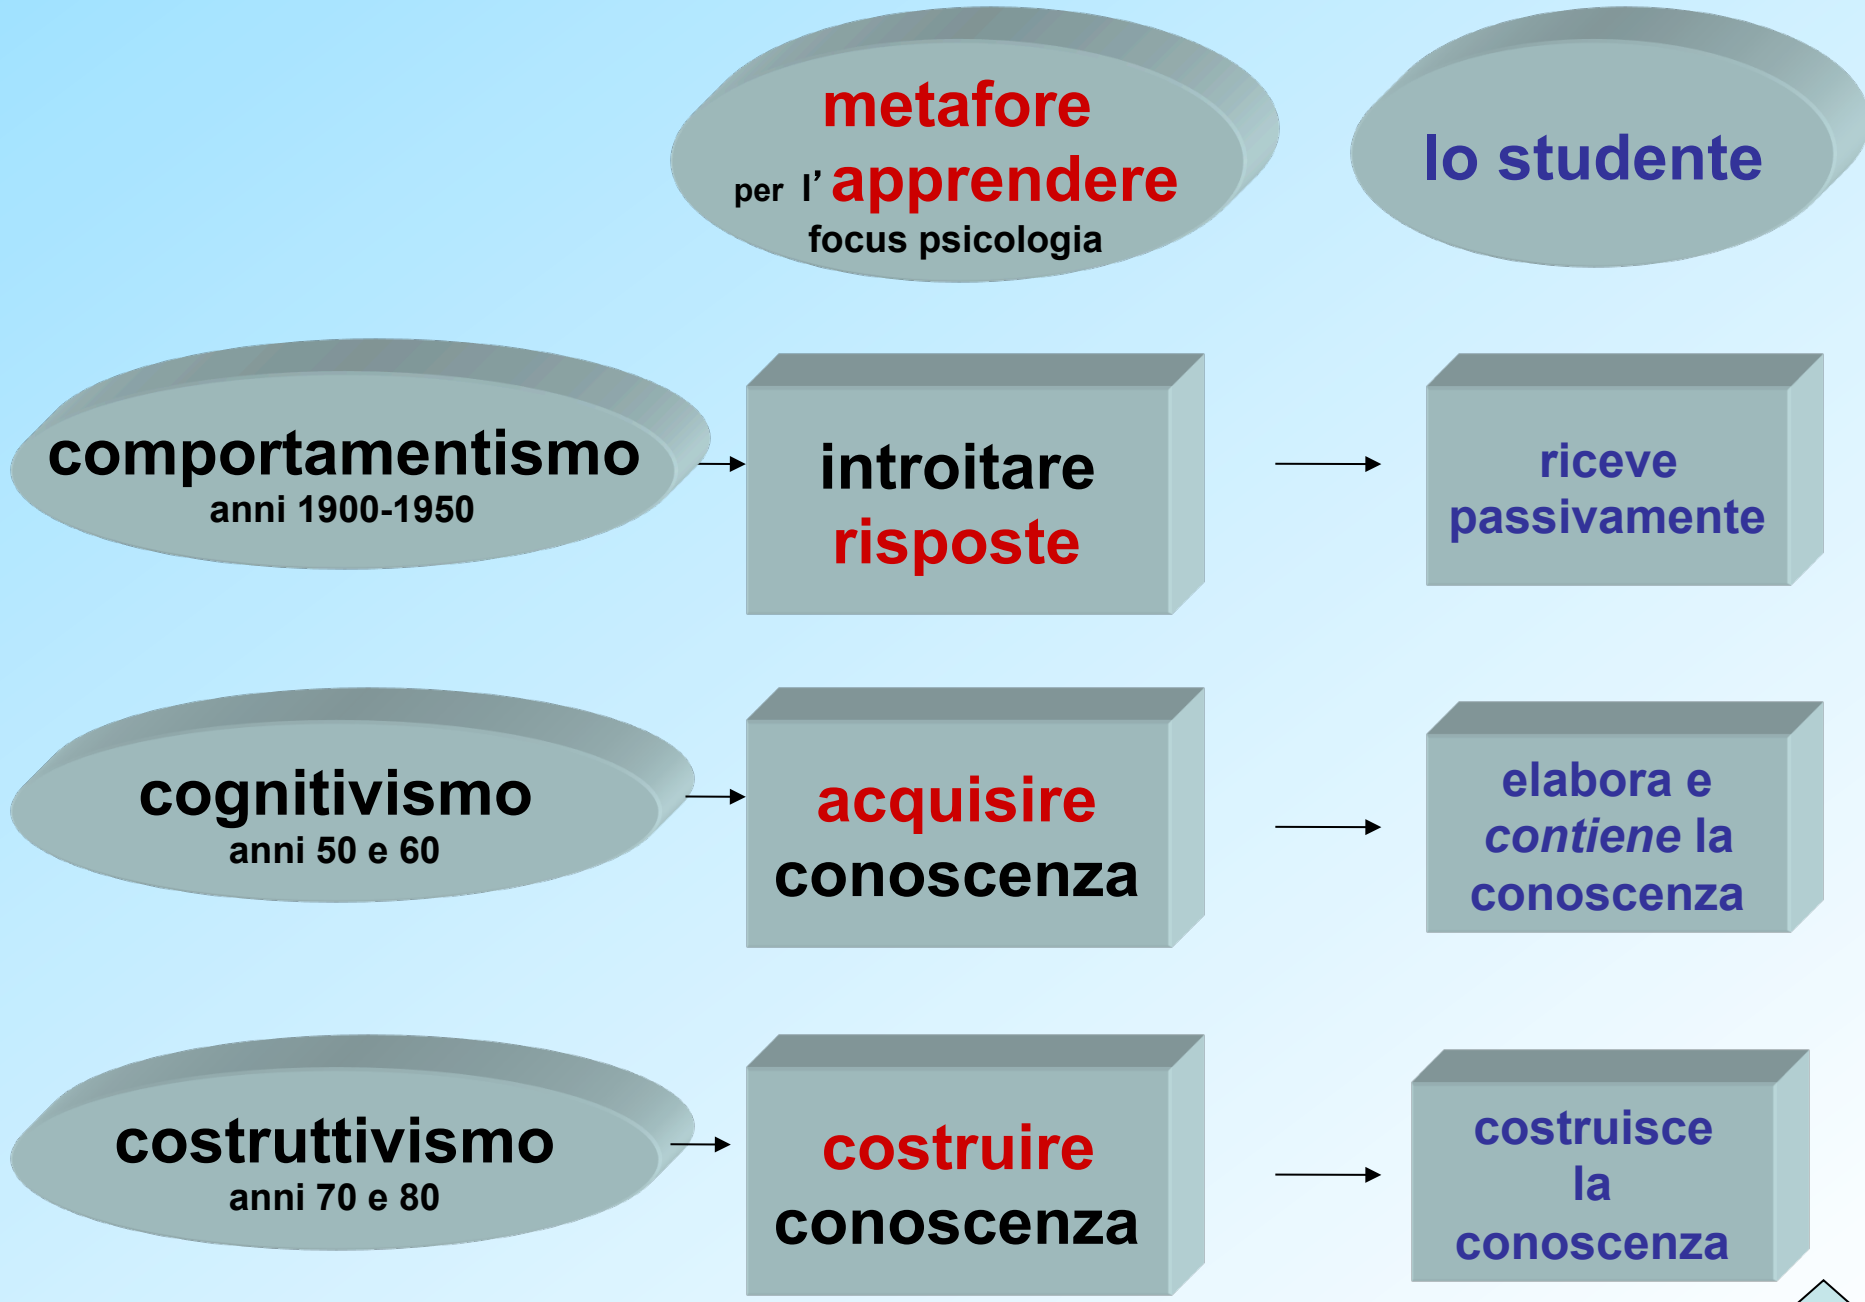 metafore
per l’ apprendere
focus psicologia
lo studente
comportamentismo
anni 1900-1950
introitare
risposte
riceve
passivamente
cognitivismo
anni 50 e 60
acquisire
conoscenza
elabora e
contiene la
conoscenza
costruttivismo
anni 70 e 80
costruire
conoscenza
costruisce
la
conoscenza